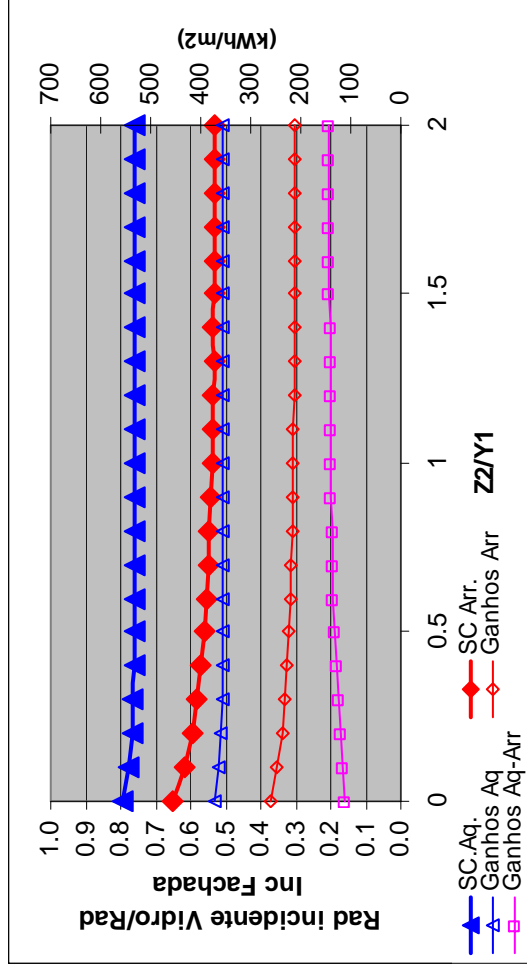 Rad incidente Vidro/Rad
Inc Fachada
1.0
0.9
0.8
0.7
0.6
0.5
0.4
0.3
0.2
0.1
0.0
(kWh/m2)
700
600
500
400
300
200
100
0
0 0.5 1 1.5 2
Z2/Y1
SC.Aq. SC Arr.
Ganhos Aq Ganhos Arr
Ganhos Aq-Arr